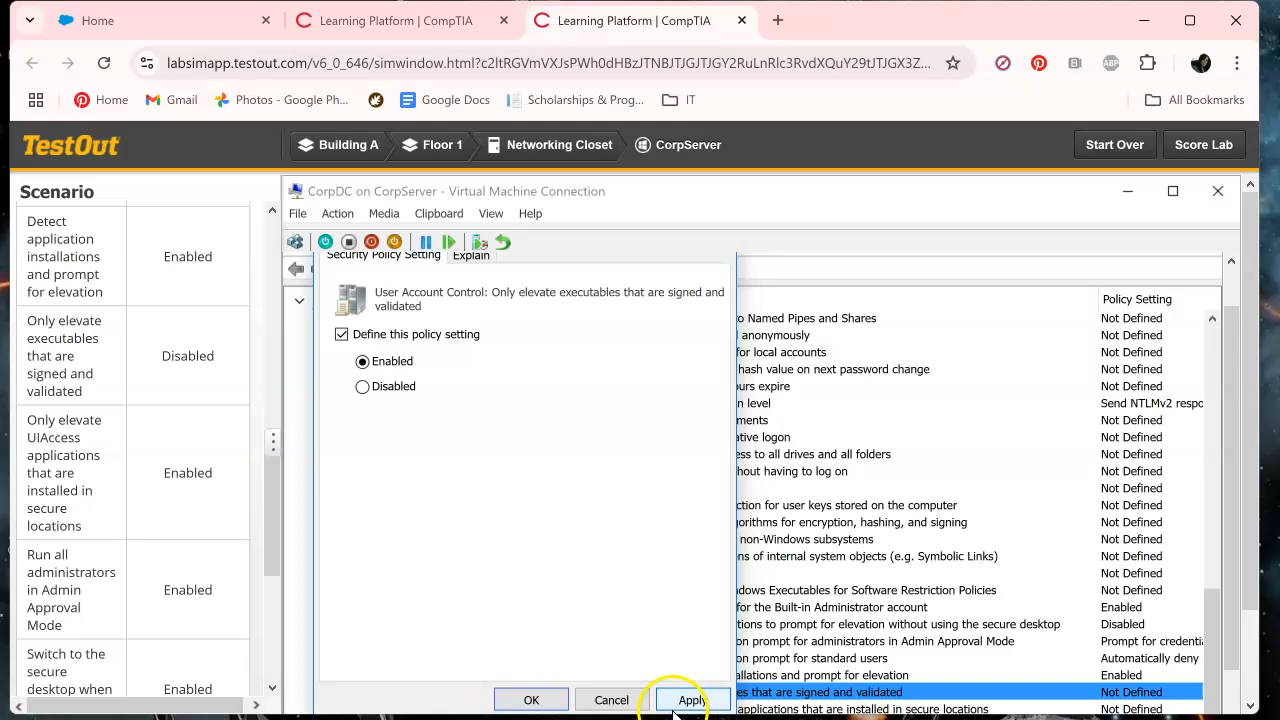 Home
Learning Platform | CompTIA
Learning Platform | CompTIA
labsimapp.testout.com/v6_0_646/simwindow.html?c2ltRGVmVXJsPWh0dHBzJTNBJTJGJTJGY2RuLnRlc3RvdXQuY29tJTJGX3Z...
ABP
Home
Gmail
Photos - Google Ph...
Google Docs
Scholarships & Prog...
IT
All Bookmarks
TestOut
Building A
Floor 1
Networking Closet
CorpServer
Start Over
Score Lab
Scenario
Detect
application
installations
and prompt
for elevation
Enabled
Only elevate
executables
that are
signed and
validated
Disabled
Only elevate
UIAccess
applications
that are
installed in
secure
locations
Enabled
Run all
administrators
in Admin
Approval
Mode
Enabled
Switch to the
secure
desktop when
Enabled
CorpDC on CorpServer - Virtual Machine Connection
File Action Media Clipboard View Help
Security Policy Setting
Explain
User Account Control: Only elevate executables that are signed and
validated
Define this policy setting
Enabled
Disabled
OK
Cancel
Apply
Policy Setting
to Named Pipes and Shares Not Defined
anonymously Not Defined
for local accounts Not Defined
hash value on next password change Not Defined
ours expire Not Defined
n level Send NTLMv2 respo
ments Not Defined
ative logon Not Defined
ess to all drives and all folders Not Defined
hout having to log on Not Defined
Not Defined
ction for user keys stored on the computer Not Defined
gorithms for encryption, hashing, and signing Not Defined
non-Windows subsystems Not Defined
ns of internal system objects (e.g. Symbolic Links) Not Defined
Not Defined
dows Executables for Software Restriction Policies Not Defined
for the Built-in Administrator account Enabled
tions to prompt for elevation without using the secure desktop Disabled
on prompt for administrators in Admin Approval Mode Prompt for credentia
on prompt for standard users Automatically deny
allations and prompt for elevation Enabled
es that are signed and validated Not Defined
applications that are installed in secure locations Not Defined